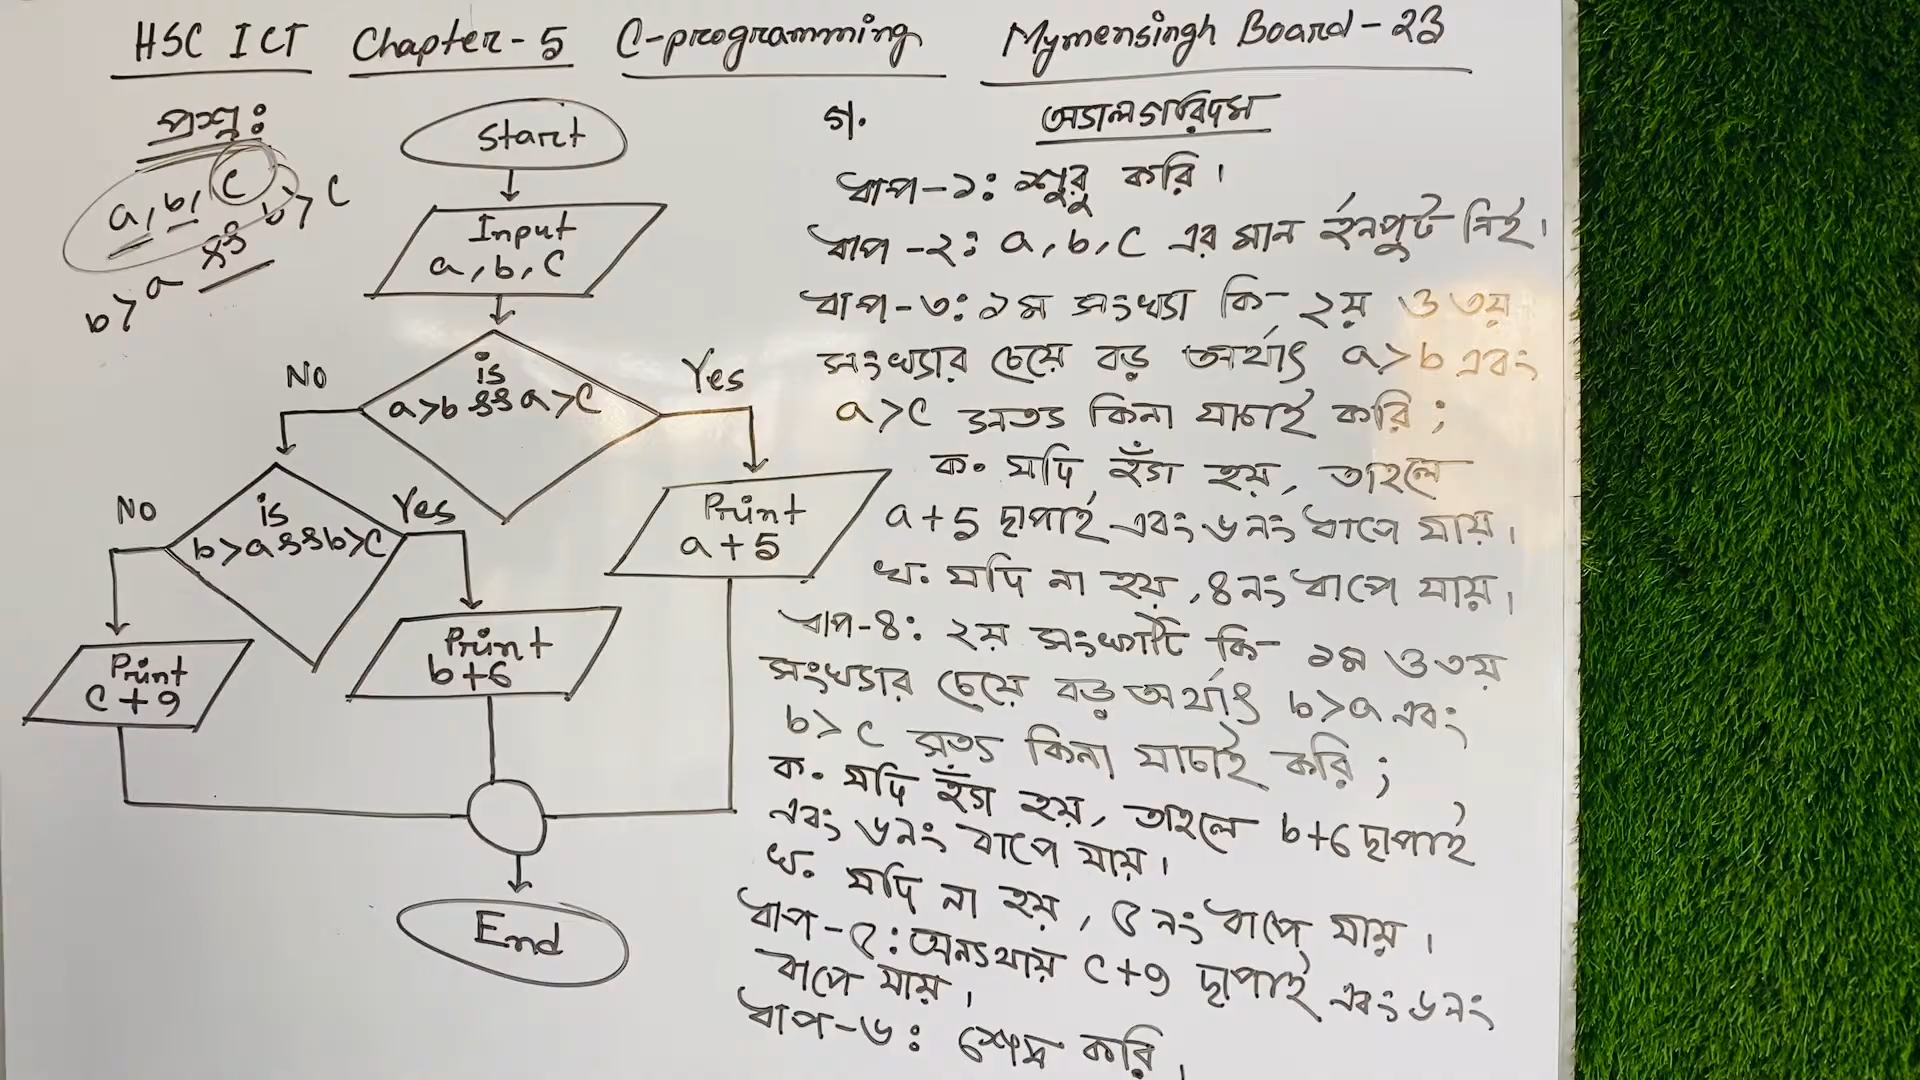 HSC ICT Chapter-5 C-programming Mymensingh Board-23
প্রশ্ন:
a, b, c
b > a && b > c
Start
Input
a, b, c
is
a>b && a>c
No
Yes
is
b>a && b>c
No
Yes
Print
a + 5
Print
b+6
Print
c + 9
End
গ. অ্যালগরিদম
ধাপ-১: শুরু করি।
ধাপ-২: a, b, c এর মান ইনপুট নিই।
ধাপ-৩: ১ম সংখ্যা কি ২য় ও ৩য়
সংখ্যার চেয়ে বড় অর্থাৎ a>b এবং
a>c সত্য কিনা যাচাই করি;
ক. যদি হ্যাঁ হয়, তাহলে
a+5 ছাপাই এবং ৬নং ধাপে যায়।
খ. যদি না হয়, ৪নং ধাপে যায়।
ধাপ-৪: ২য় সংখ্যাটি কি ১ম ও ৩য়
সংখ্যার চেয়ে বড় অর্থাৎ b>a এবং
b>c সত্য কিনা যাচাই করি;
ক. যদি হ্যাঁ হয়, তাহলে b+6 ছাপাই
এবং ৬নং ধাপে যায়।
খ. যদি না হয়, ৫নং ধাপে যায়।
ধাপ-৫: অন্যথায় c+9 ছাপাই এবং ৬নং
ধাপে যায়।
ধাপ-৬: শেষ করি।